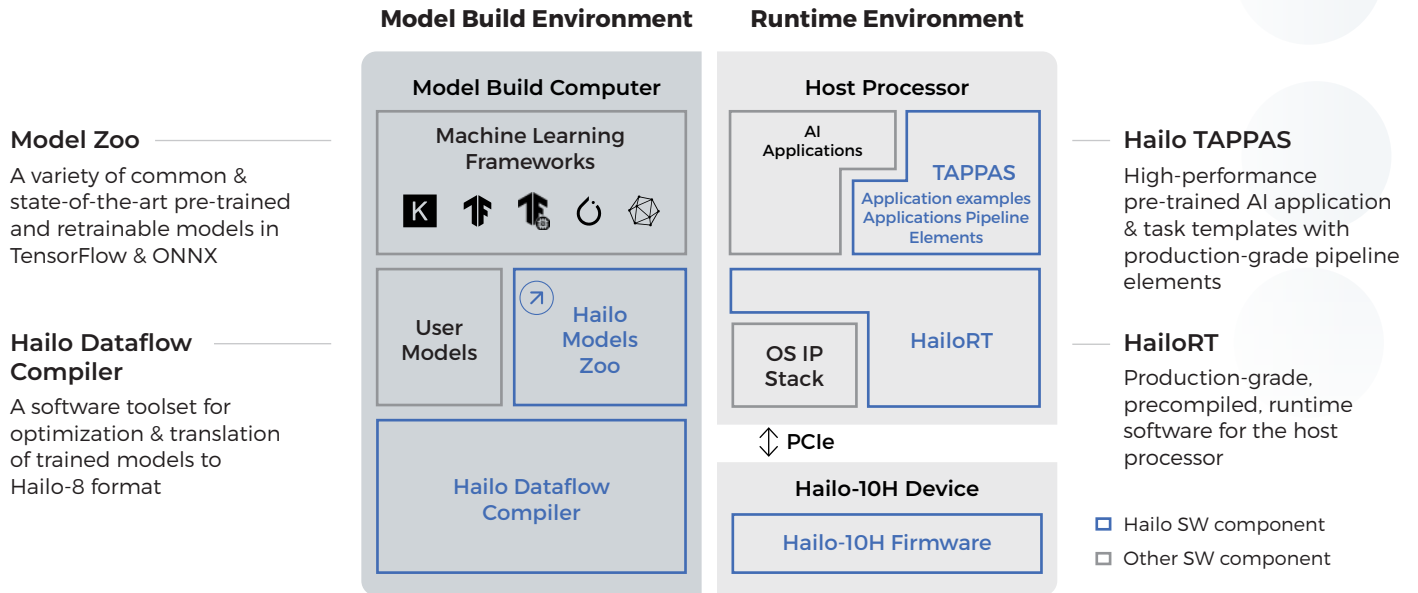 Model Build Environment
Runtime Environment
Model Zoo
A variety of common &
state-of-the-art pre-trained
and retrainable models in
TensorFlow & ONNX
Hailo Dataflow
Compiler
A software toolset for
optimization & translation
of trained models to
Hailo-8 format
Model Build Computer
Machine Learning
Frameworks
K
User
Models
Hailo
Models
Zoo
Hailo Dataflow
Compiler
Host Processor
AI
Applications
TAPPAS
Application examples
Applications Pipeline
Elements
HailoRT
OS IP
Stack
PCIe
Hailo-10H Device
Hailo-10H Firmware
Hailo TAPPAS
High-performance
pre-trained AI application
& task templates with
production-grade pipeline
elements
HailoRT
Production-grade,
precompiled, runtime
software for the host
processor
Hailo SW component
Other SW component